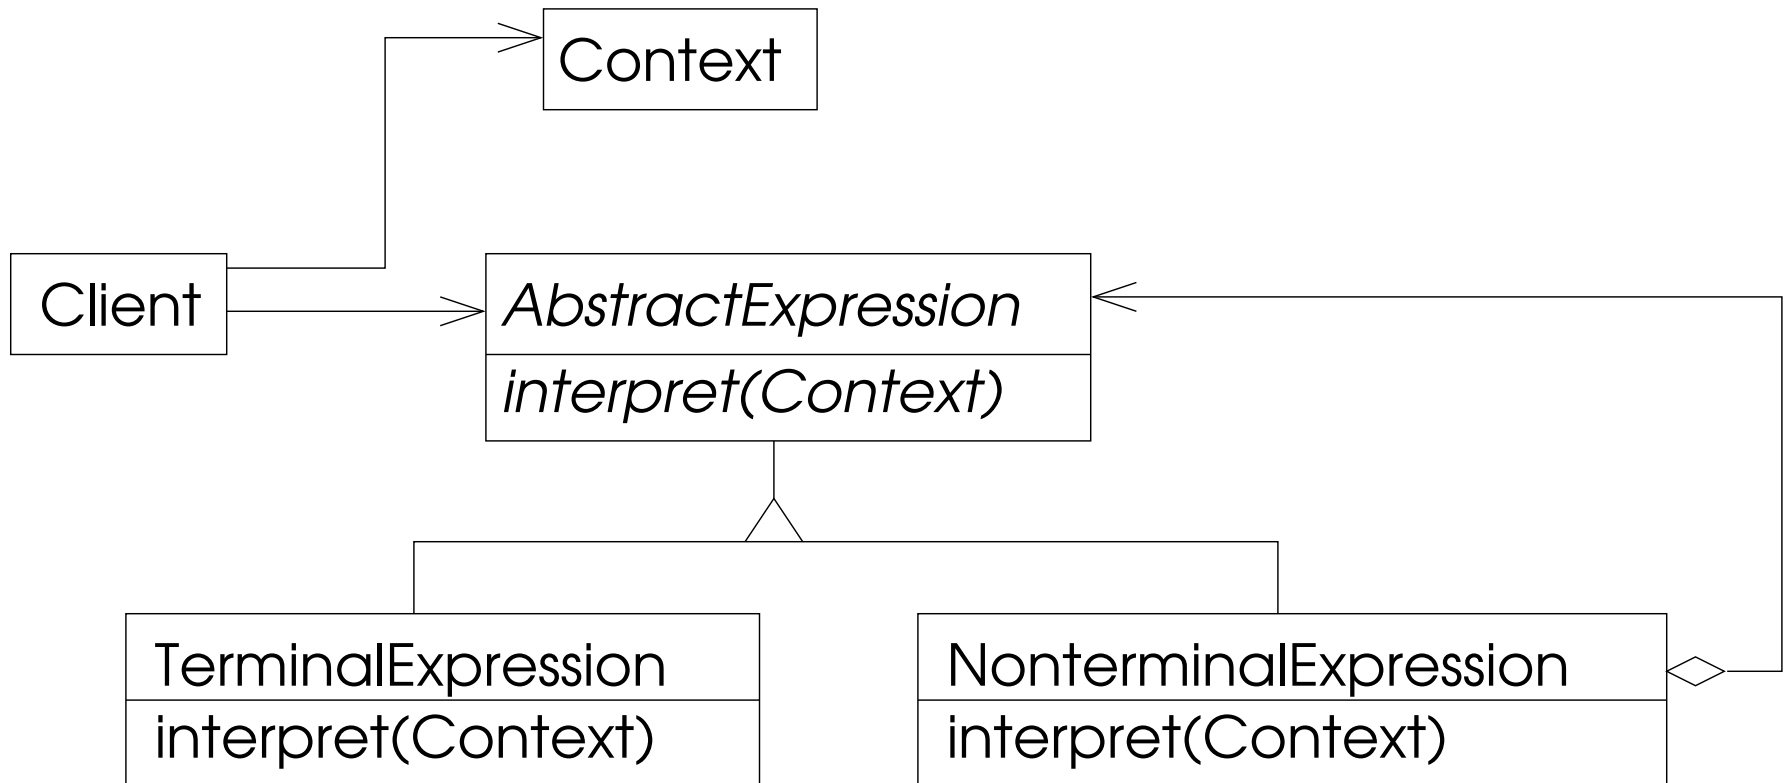 Context
Client
AbstractExpression
interpret(Context)
TerminalExpression
interpret(Context)
NonterminalExpression
interpret(Context)